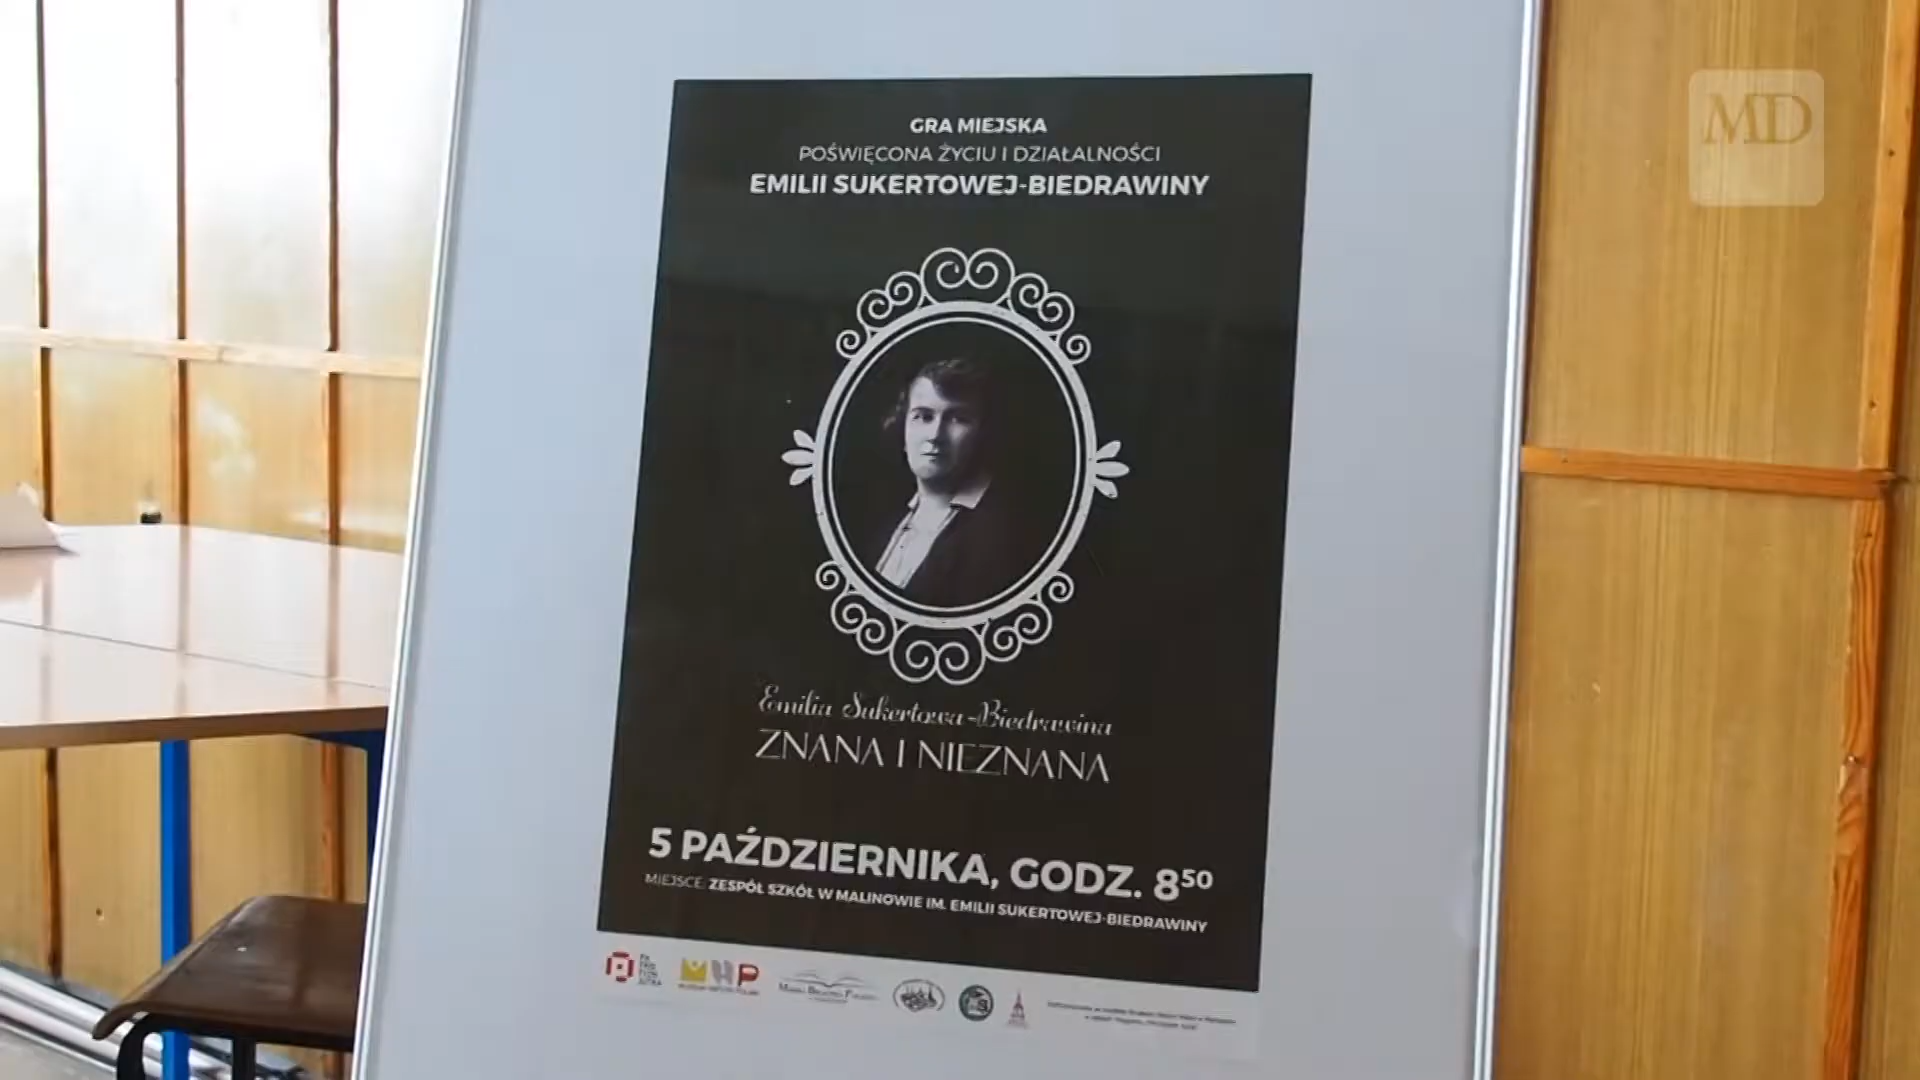 GRA MIEJSKA
POŚWIĘCONA ŻYCIU I DZIAŁALNOŚCI
EMILII SUKERTOWEJ-BIEDRAWINY
MD
Emilia Sukertowa-Biedrawina
ZNANA I NIEZNANA
5 PAŹDZIERNIKA, GODZ. 8⁵⁰
MIEJSCE: ZESPÓŁ SZKÓŁ W MALINOWIE IM. EMILII SUKERTOWEJ-BIEDRAWINY
MHP